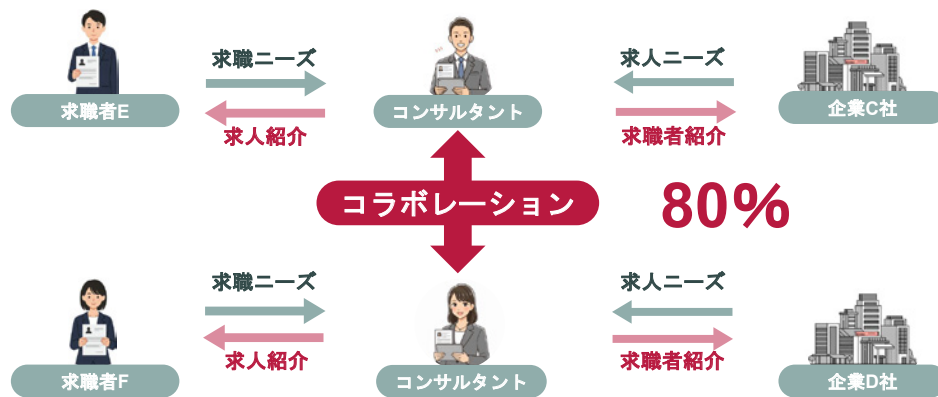 求職ニーズ
求人ニーズ
求職者E
コンサルタント
企業C社
求人紹介
求職者紹介
コラボレーション
80%
求職ニーズ
求人ニーズ
求人紹介
求職者紹介
求職者F
コンサルタント
企業D社